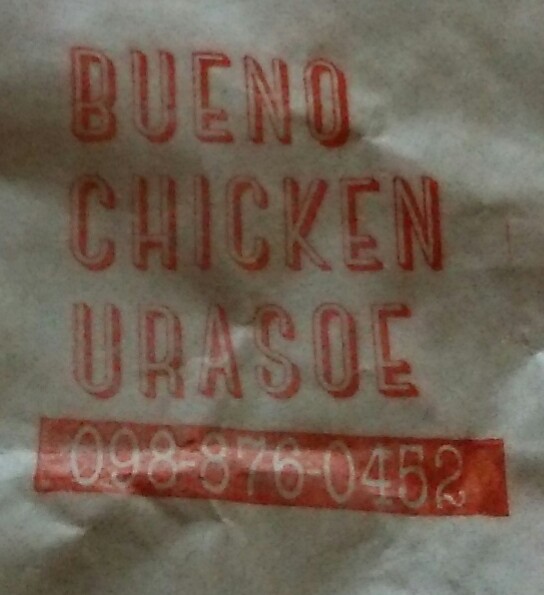 BUENO
CHICKEN
URASOE
098-876-0452